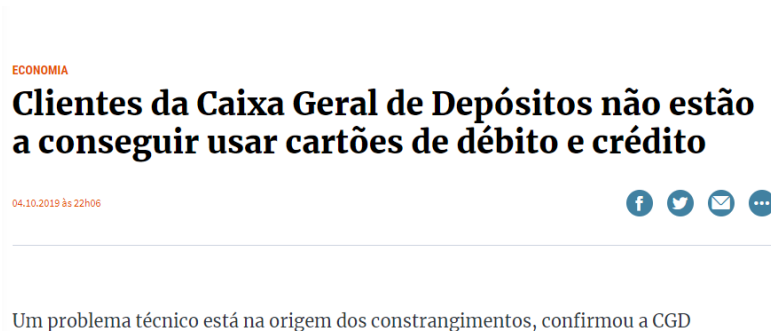 ECONOMIA
Clientes da Caixa Geral de Depósitos não estão
a conseguir usar cartões de débito e crédito
04.10.2019 às 22h06
Um problema técnico está na origem dos constrangimentos, confirmou a CGD